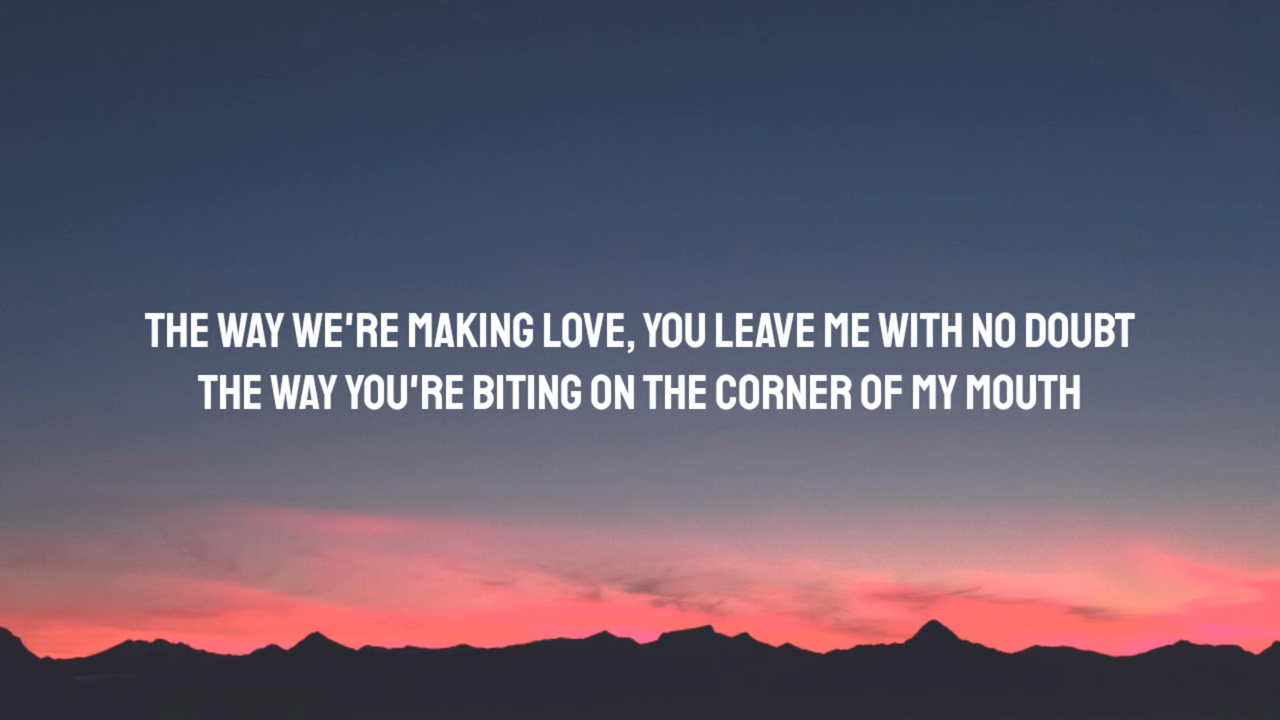 THE WAY WE'RE MAKING LOVE, YOU LEAVE ME WITH NO DOUBT
THE WAY YOU'RE BITING ON THE CORNER OF MY MOUTH